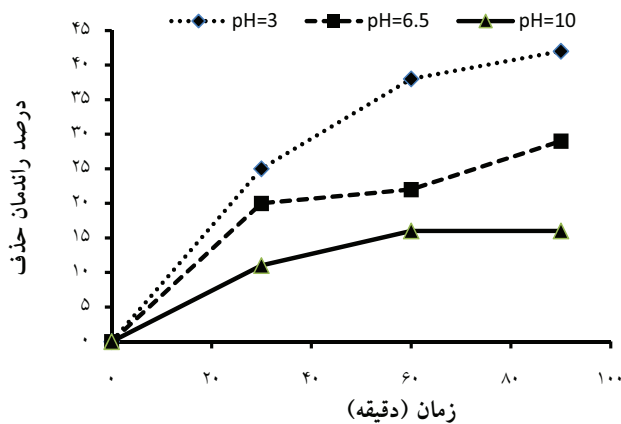 pH=3 pH=6.5 pH=10
۴۵
۴۰
۳۵
۳۰
۲۵
۲۰
۱۵
۱۰
۵
۰
درصد راندمان حذف
۰ ۲۰ ۴۰ ۶۰ ۸۰ ۱۰۰
زمان (دقیقه)